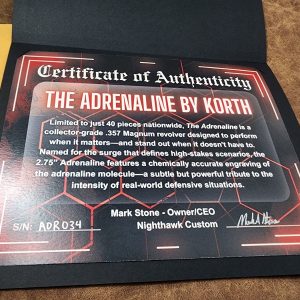 Certificate of Authenticity
THE ADRENALINE BY KORTH
Limited to just 40 pieces nationwide, The Adrenaline is a
collector-grade .357 Magnum revolver designed to perform
when it matters—and stand out when it doesn't have to.
Named for the surge that defines high-stakes scenarios, the
2.75" Adrenaline features a chemically accurate engraving of
the adrenaline molecule—a subtle but powerful tribute to the
intensity of real-world defensive situations.
Mark Stone - Owner/CEO
S/N: ADR034 Nighthawk Custom